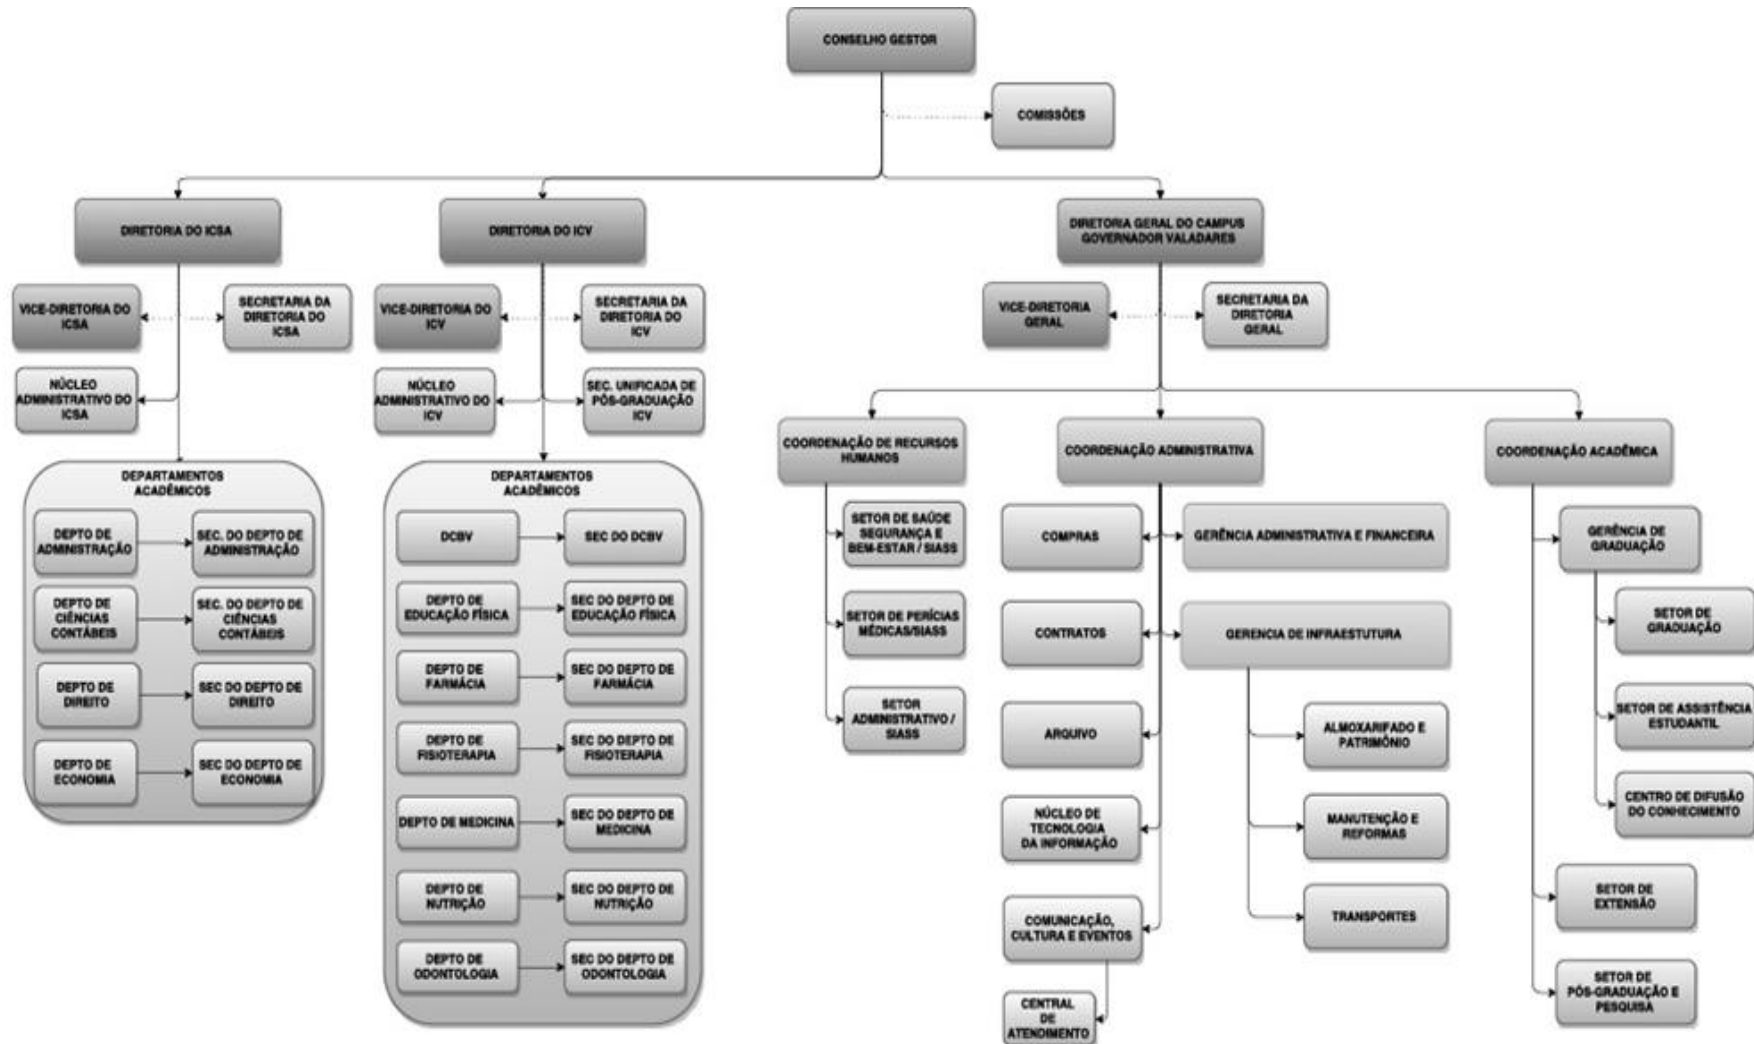 CONSELHO GESTOR
COMISSÕES
DIRETORIA DO ICSA
DIRETORIA DO ICV
DIRETORIA GERAL DO CAMPUS
GOVERNADOR VALADARES
VICE-DIRETORIA DO
ICSA
SECRETARIA DA
DIRETORIA DO
ICSA
VICE-DIRETORIA DO
ICV
SECRETARIA DA
DIRETORIA DO
ICV
VICE-DIRETORIA
GERAL
SECRETARIA DA
DIRETORIA
GERAL
NÚCLEO
ADMINISTRATIVO DO
ICSA
NÚCLEO
ADMINISTRATIVO DO
ICV
SEC. UNIFICADA DE
PÓS-GRADUAÇÃO
ICV
DEPARTAMENTOS
ACADÊMICOS
DEPTO DE
ADMINISTRAÇÃO
SEC. DO DEPTO DE
ADMINISTRAÇÃO
DEPTO DE
CIÊNCIAS
CONTÁBEIS
SEC. DO DEPTO DE
CIÊNCIAS
CONTÁBEIS
DEPTO DE
DIREITO
SEC DO DEPTO DE
DIREITO
DEPTO DE
ECONOMIA
SEC DO DEPTO DE
ECONOMIA
DEPARTAMENTOS
ACADÊMICOS
DCBV
SEC DO DCBV
DEPTO DE
EDUCAÇÃO FÍSICA
SEC DO DEPTO DE
EDUCAÇÃO FÍSICA
DEPTO DE
FARMÁCIA
SEC DO DEPTO DE
FARMÁCIA
DEPTO DE
FISIOTERAPIA
SEC DO DEPTO DE
FISIOTERAPIA
DEPTO DE MEDICINA
SEC DO DEPTO DE
MEDICINA
DEPTO DE
NUTRIÇÃO
SEC DO DEPTO DE
NUTRIÇÃO
DEPTO DE
ODONTOLOGIA
SEC DO DEPTO DE
ODONTOLOGIA
COORDENAÇÃO DE RECURSOS
HUMANOS
SETOR DE SAÚDE
SEGURANÇA E
BEM-ESTAR / SIASS
SETOR DE PERÍCIAS
MÉDICAS/SIASS
SETOR
ADMINISTRATIVO /
SIASS
COORDENAÇÃO ADMINISTRATIVA
COMPRAS
GERÊNCIA ADMINISTRATIVA E FINANCEIRA
CONTRATOS
GERENCIA DE INFRAESTUTURA
ARQUIVO
ALMOXARIFADO E
PATRIMÔNIO
NÚCLEO DE
TECNOLOGIA
DA INFORMAÇÃO
MANUTENÇÃO E
REFORMAS
COMUNICAÇÃO,
CULTURA E EVENTOS
TRANSPORTES
CENTRAL
DE
ATENDIMENTO
COORDENAÇÃO ACADÊMICA
GERÊNCIA DE
GRADUAÇÃO
SETOR DE
GRADUAÇÃO
SETOR DE ASSISTÊNCIA
ESTUDANTIL
CENTRO DE DIFUSÃO
DO CONHECIMENTO
SETOR DE
EXTENSÃO
SETOR DE
PÓS-GRADUAÇÃO E
PESQUISA